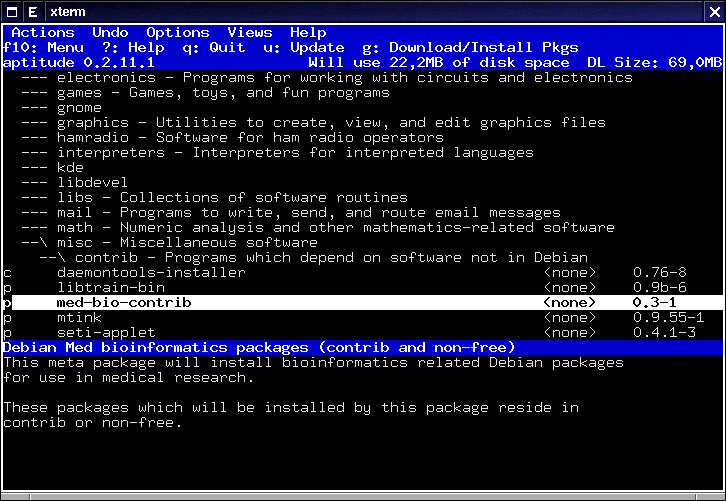 E xterm X
Actions Undo Options Views Help
f10: Menu ?: Help q: Quit u: Update g: Download/Install Pkgs
aptitude 0.2.11.1 Will use 22,2MB of disk space DL Size: 69,0MB
--- electronics - Programs for working with circuits and electronics
--- games - Games, toys, and fun programs
--- gnome
--- graphics - Utilities to create, view, and edit graphics files
--- hamradio - Software for ham radio operators
--- interpreters - Interpreters for interpreted languages
--- kde
--- libdevel
--- libs - Collections of software routines
--- mail - Programs to write, send, and route email messages
--- math - Numeric analysis and other mathematics-related software
--\ misc - Miscellaneous software
--\ contrib - Programs which depend on software not in Debian
c daemontools-installer <none> 0.76-8
p libtrain-bin <none> 0.9b-6
p med-bio-contrib <none> 0.3-1
p mtink <none> 0.9.55-1
p seti-applet <none> 0.4.1-3
Debian Med bioinformatics packages (contrib and non-free)
This meta package will install bioinformatics related Debian packages
for use in medical research.
These packages which will be installed by this package reside in
contrib or non-free.